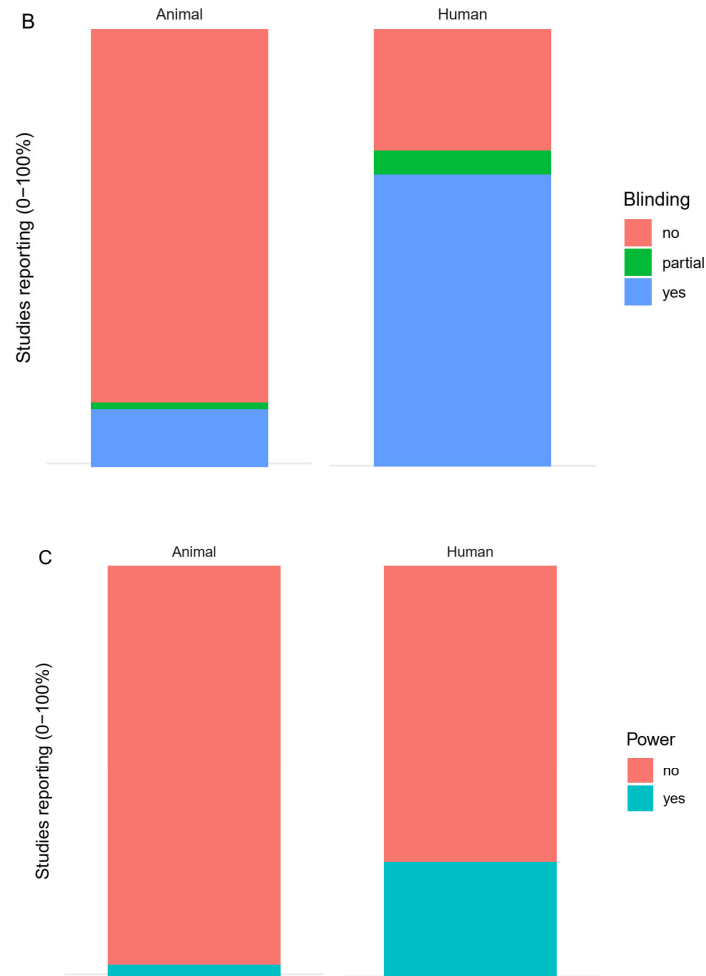 B
Animal
Human
Studies reporting (0−100%)
Blinding
no
partial
yes
C
Animal
Human
Studies reporting (0−100%)
Power
no
yes